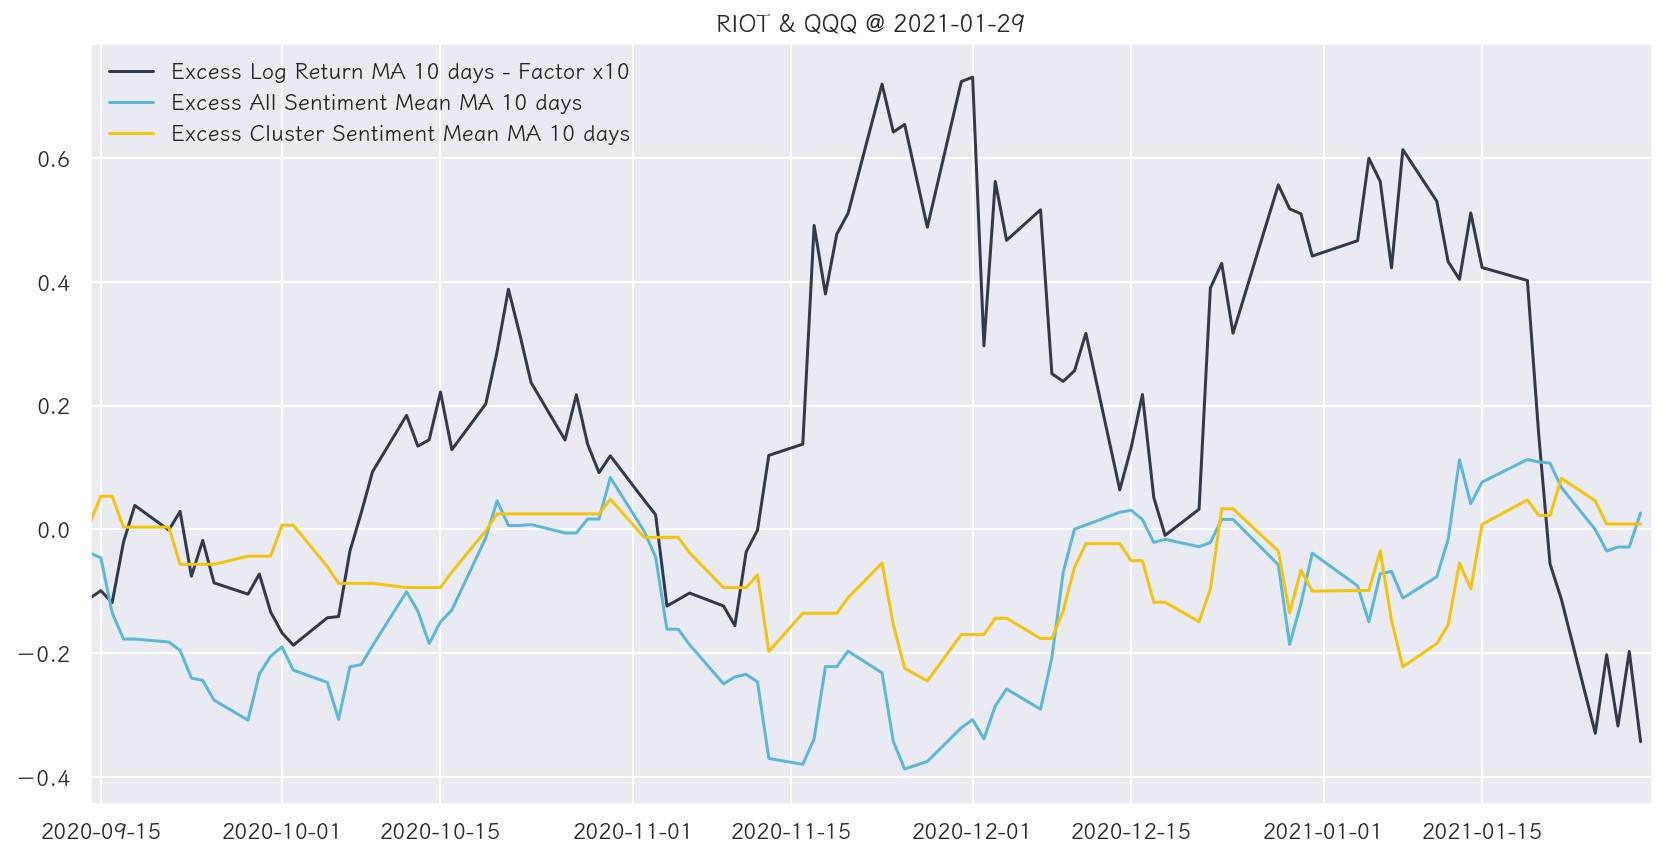 RIOT & QQQ @ 2021-01-29
Excess Log Return MA 10 days - Factor x10
Excess All Sentiment Mean MA 10 days
Excess Cluster Sentiment Mean MA 10 days
0.6
0.4
0.2
0.0
−0.2
−0.4
2020-09-15 2020-10-01 2020-10-15 2020-11-01 2020-11-15 2020-12-01 2020-12-15 2021-01-01 2021-01-15